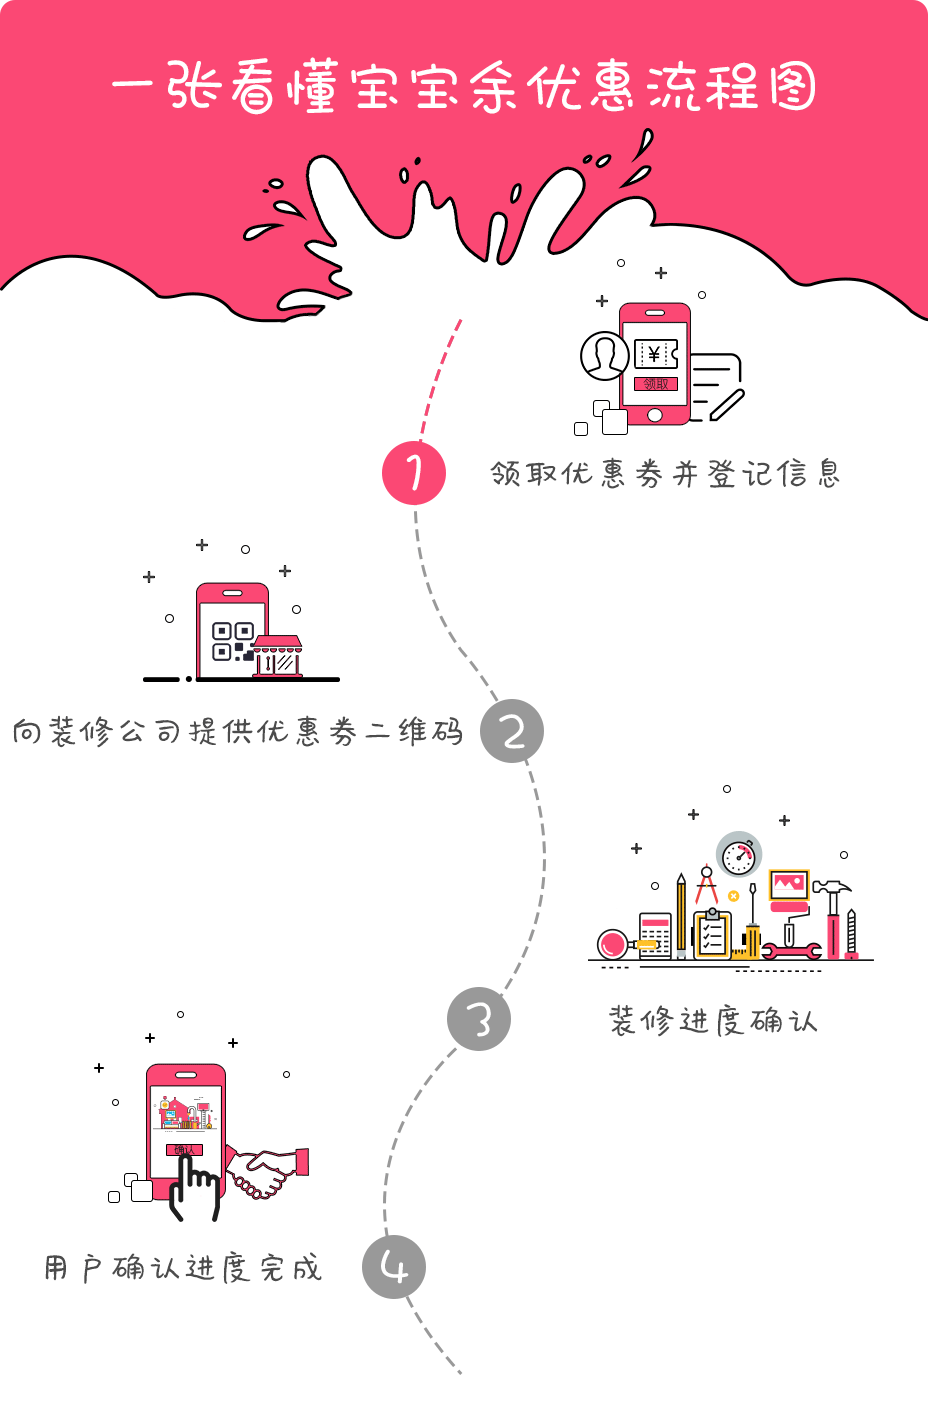 一张看懂宝宝余优惠流程图
¥
领取
1
领取优惠券并登记信息
向装修公司提供优惠券二维码
2
3
装修进度确认
确认
用户确认进度完成
4